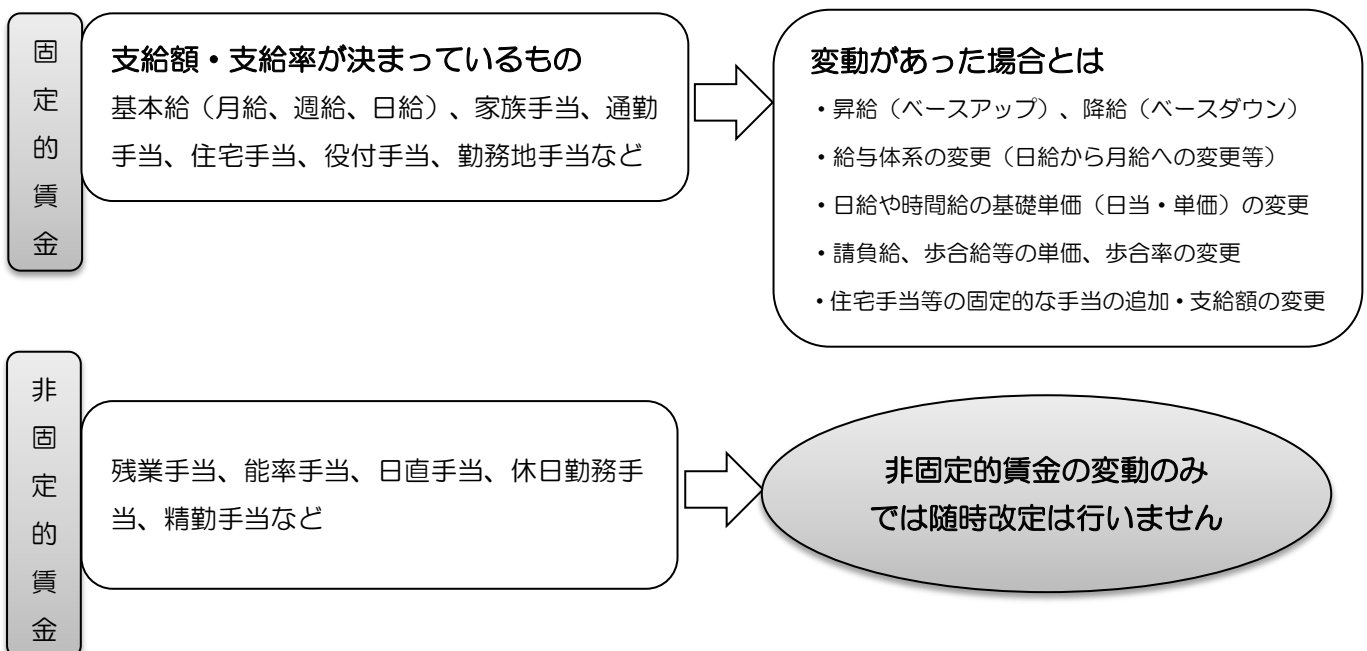 固定的賃金
支給額・支給率が決まっているもの
基本給（月給、週給、日給）、家族手当、通勤
手当、住宅手当、役付手当、勤務地手当など
変動があった場合とは
・昇給（ベースアップ）、降給（ベースダウン）
・給与体系の変更（日給から月給への変更等）
・日給や時間給の基礎単価（日当・単価）の変更
・請負給、歩合給等の単価、歩合率の変更
・住宅手当等の固定的な手当の追加・支給額の変更
非固定的賃金
残業手当、能率手当、日直手当、休日勤務手
当、精勤手当など
非固定的賃金の変動のみ
では随時改定は行いません